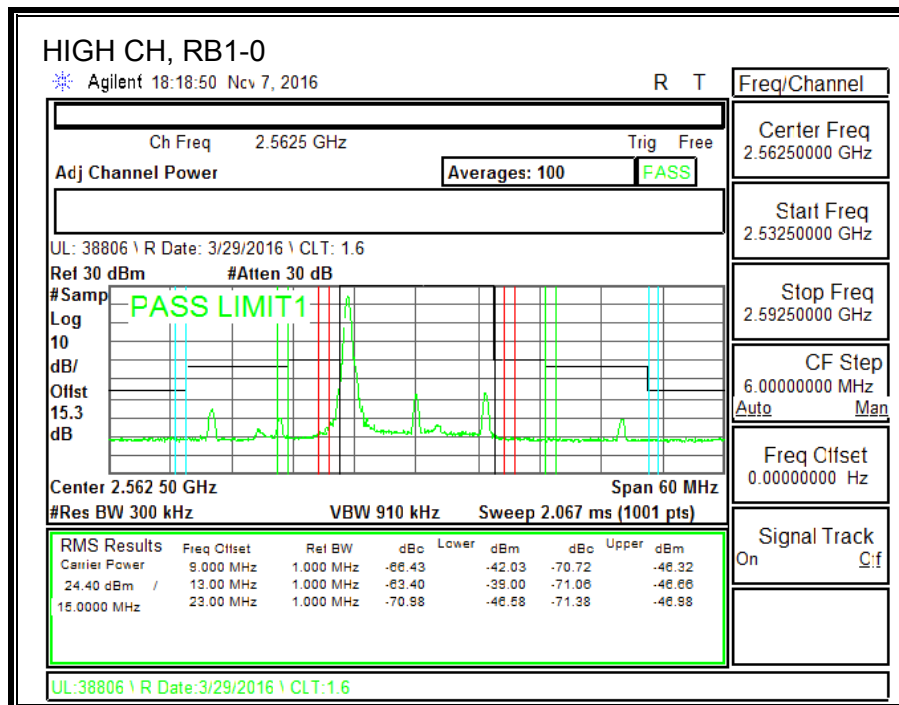 HIGH CH, RB1-0
Agilent 18:18:50 Nov 7, 2016 R T
Freq/Channel
Ch Freq 2.5625 GHz Trig Free
Adj Channel Power Averages: 100 PASS
Center Freq
2.56250000 GHz
Start Freq
2.53250000 GHz
Stop Freq
2.59250000 GHz
CF Step
6.00000000 MHz
Auto Man
Freq Offset
0.00000000 Hz
Signal Track
On Off
UL: 38806 \ R Date: 3/29/2016 \ CLT: 1.6
Ref 30 dBm #Atten 30 dB
#Samp
Log
10
dB/
Offst
15.3
dB
PASS LIMIT1
Center 2.562 50 GHz Span 60 MHz
#Res BW 300 kHz VBW 910 kHz Sweep 2.067 ms (1001 pts)
RMS Results Freq Offset Ref BW dBc Lower dBm dBc Upper dBm
Carrier Power 9.000 MHz 1.000 MHz -66.43 -42.03 -70.72 -46.32
24.40 dBm / 13.00 MHz 1.000 MHz -63.40 -39.00 -71.06 -46.66
15.0000 MHz 23.00 MHz 1.000 MHz -70.98 -46.58 -71.38 -46.98
UL:38806 \ R Date:3/29/2016 \ CLT:1.6